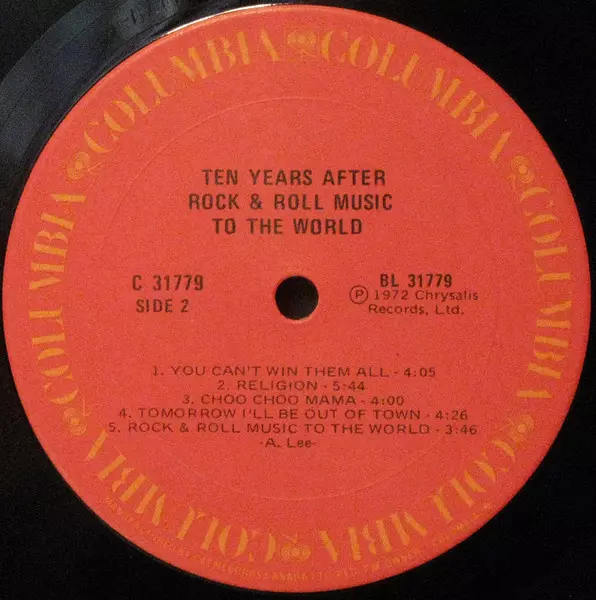 COLUMBIA COLUMBIA COLUMBIA COLUMBIA COLUMBIA COLUMBIA
TEN YEARS AFTER
ROCK & ROLL MUSIC
TO THE WORLD
C 31779
SIDE 2
BL 31779
Ⓟ 1972 Chrysalis
Records, Ltd.
1. YOU CAN'T WIN THEM ALL - 4:05
2. RELIGION - 5:44
3. CHOO CHOO MAMA - 4:00
4. TOMORROW I'LL BE OUT OF TOWN - 4:26
5. ROCK & ROLL MUSIC TO THE WORLD - 3:46
-A. Lee-